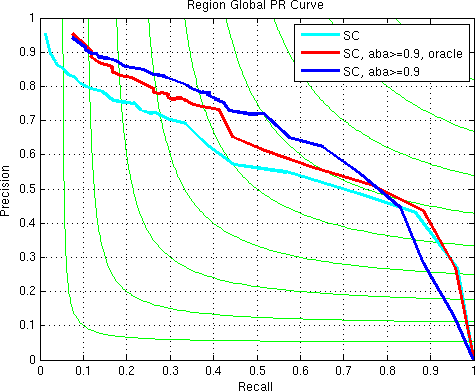 Region Global PR Curve
SC
SC, aba>=0.9, oracle
SC, aba>=0.9
1
0.9
0.8
0.7
0.6
0.5
0.4
0.3
0.2
0.1
0
Precision
0 0.1 0.2 0.3 0.4 0.5 0.6 0.7 0.8 0.9
Recall